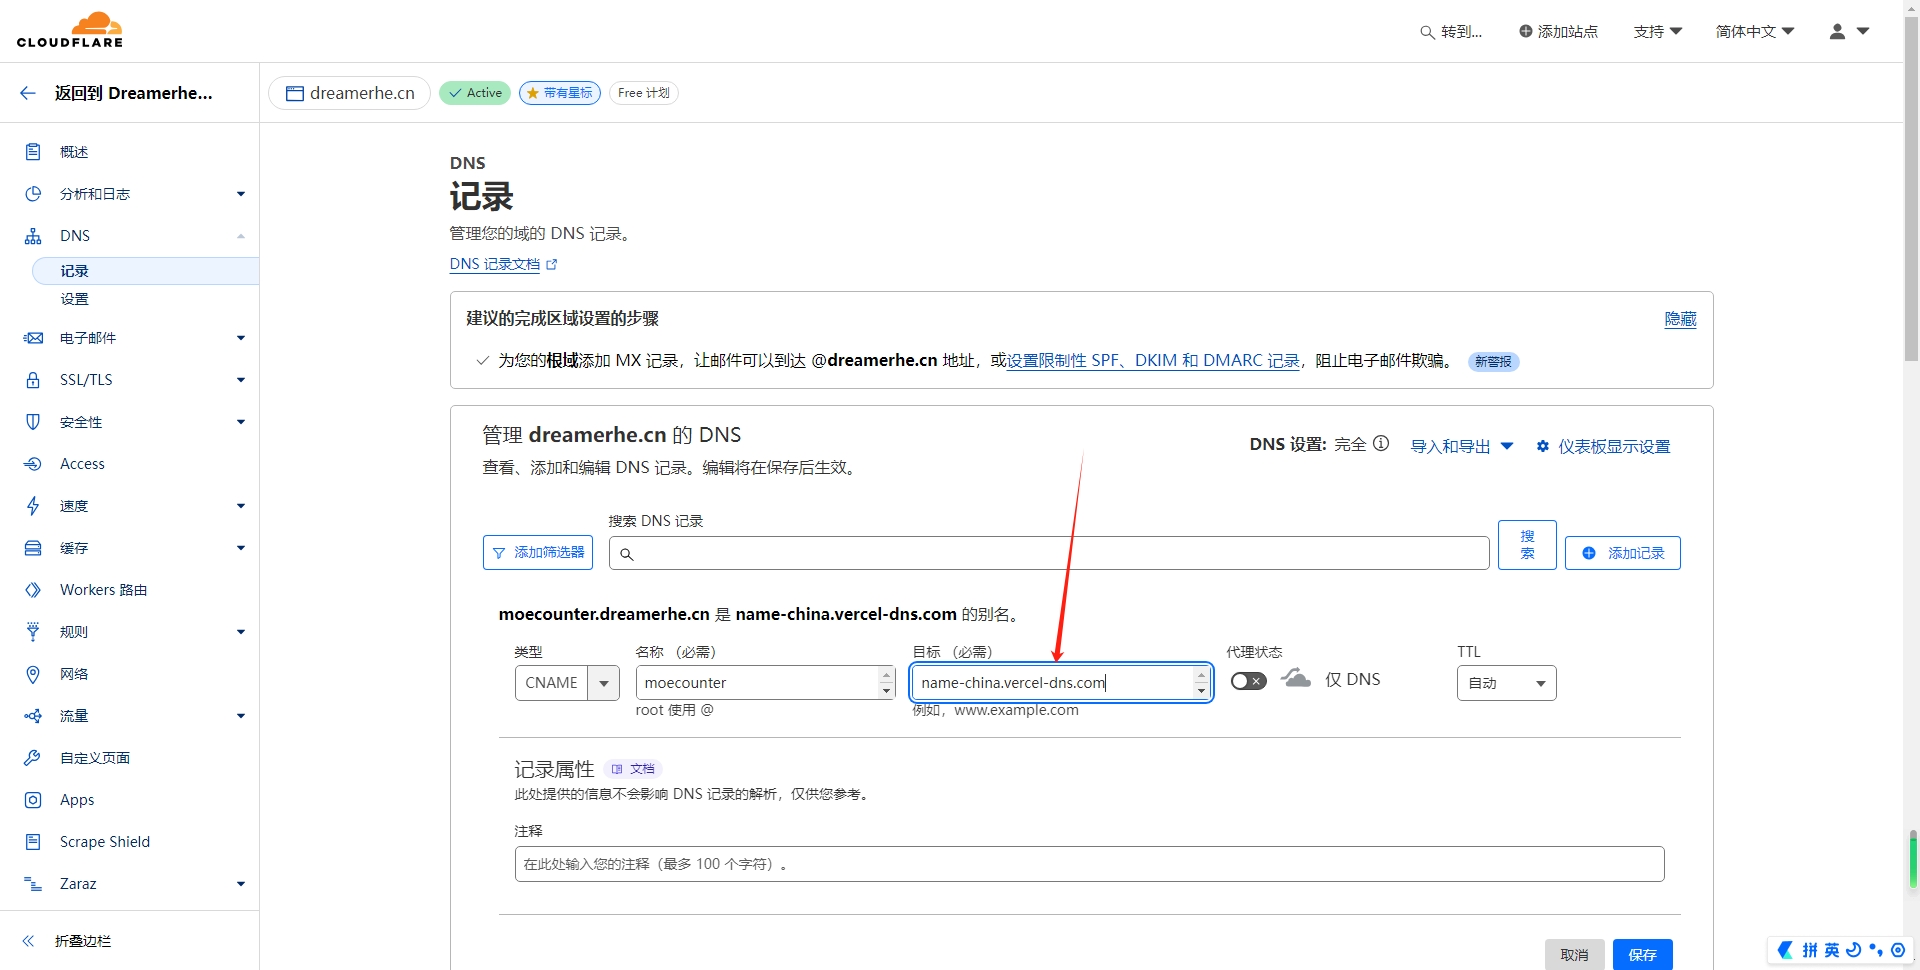 CLOUDFLARE
转到...
添加站点
支持
简体中文
返回到 Dreamerhe...
dreamerhe.cn
Active
带有星标
Free 计划
概述
分析和日志
DNS
记录
设置
电子邮件
SSL/TLS
安全性
Access
速度
缓存
Workers 路由
规则
网络
流量
自定义页面
Apps
Scrape Shield
Zaraz
折叠边栏
DNS
记录
管理您的域的 DNS 记录。
DNS 记录文档
建议的完成区域设置的步骤
隐藏
为您的根域添加 MX 记录，让邮件可以到达 @dreamerhe.cn 地址，或设置限制性 SPF、DKIM 和 DMARC 记录，阻止电子邮件欺骗。 新警报
管理 dreamerhe.cn 的 DNS
查看、添加和编辑 DNS 记录。编辑将在保存后生效。
DNS 设置: 完全
导入和导出
仪表板显示设置
搜索 DNS 记录
添加筛选器
搜
索
添加记录
moecounter.dreamerhe.cn 是 name-china.vercel-dns.com 的别名。
类型
名称 （必需）
目标 （必需）
代理状态
TTL
CNAME
moecounter
name-china.vercel-dns.com
仅 DNS
自动
root 使用 @
例如，www.example.com
记录属性
文档
此处提供的信息不会影响 DNS 记录的解析，仅供您参考。
注释
在此处输入您的注释（最多 100 个字符）。
取消
保存
拼 英